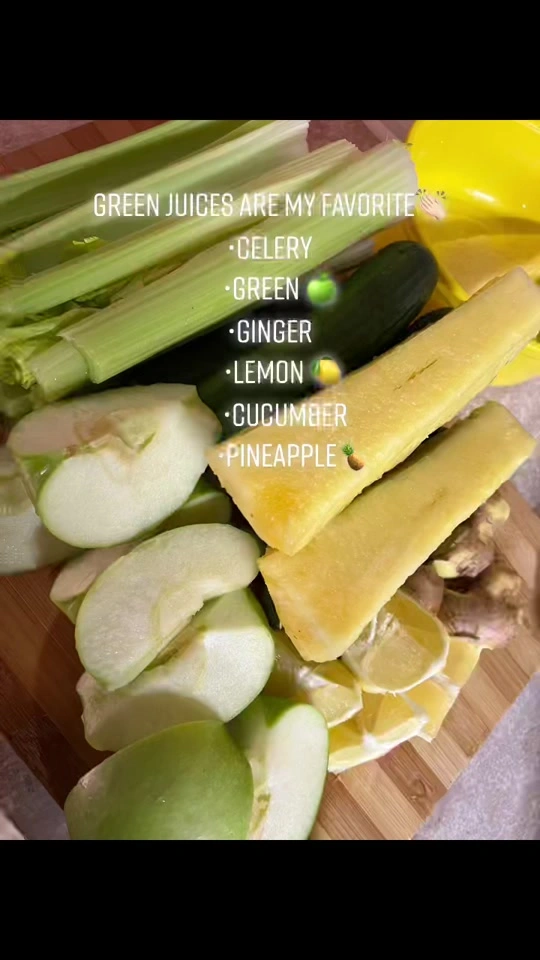 GREEN JUICES ARE MY FAVORITE👏🏻
•CELERY
•GREEN 🍏
•GINGER
•LEMON 🍋
•CUCUMBER
•PINEAPPLE 🍍